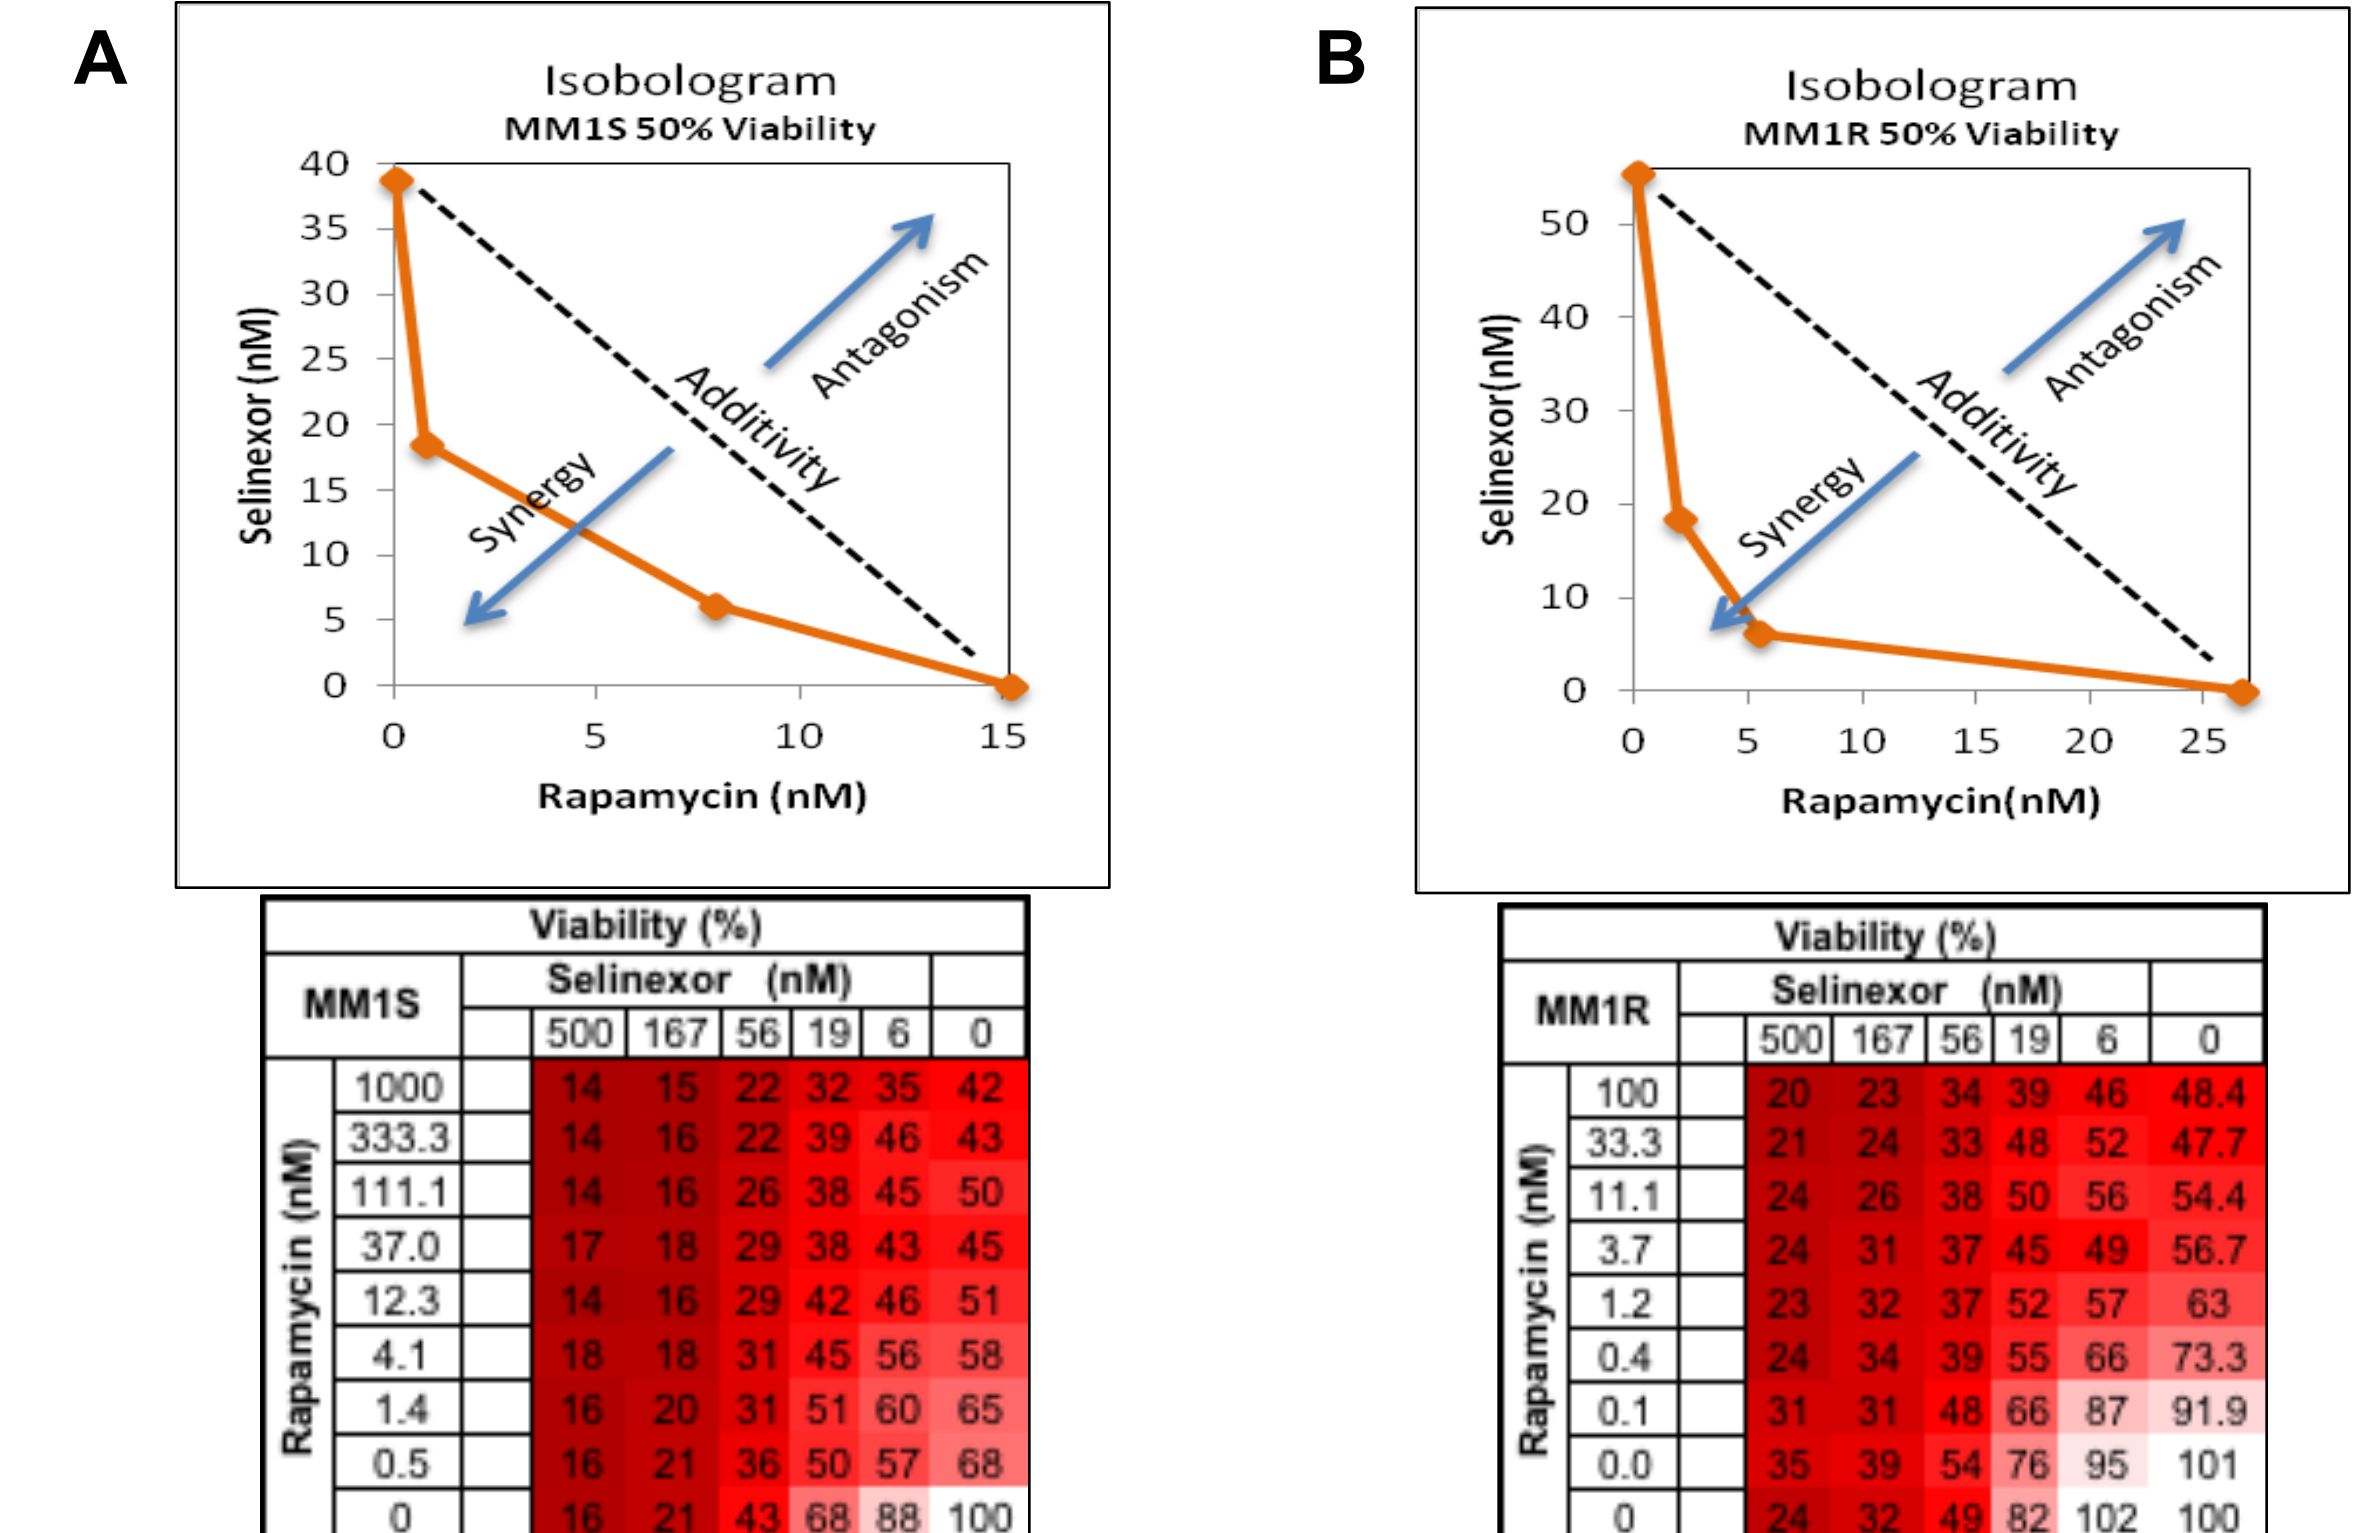 A
Isobologram
MM1S 50% Viability
40
35
30
25
20
15
10
5
0
Selinexor (nM)
Synergy
Additivity
Antagonism
0 5 10 15
Rapamycin (nM)
Viability (%)
MM1S
Selinexor (nM)
500 167 56 19 6 0
Rapamycin (nM)
1000 14 15 22 32 35 42
333.3 14 16 22 39 46 43
111.1 14 16 26 38 45 50
37.0 17 18 29 38 43 45
12.3 14 16 29 42 46 51
4.1 18 18 31 45 56 58
1.4 16 20 31 51 60 65
0.5 16 21 36 50 57 68
0 16 21 43 68 88 100
B
Isobologram
MM1R 50% Viability
50
40
30
20
10
0
Selinexor(nM)
Synergy
Additivity
Antagonism
0 5 10 15 20 25
Rapamycin(nM)
Viability (%)
MM1R
Selinexor (nM)
500 167 56 19 6 0
Rapamycin (nM)
100 20 23 34 39 46 48.4
33.3 21 24 33 48 52 47.7
11.1 24 26 38 50 56 54.4
3.7 24 31 37 45 49 56.7
1.2 23 32 37 52 57 63
0.4 24 34 39 55 66 73.3
0.1 31 31 48 66 87 91.9
0.0 35 39 54 76 95 101
0 24 32 49 82 102 100